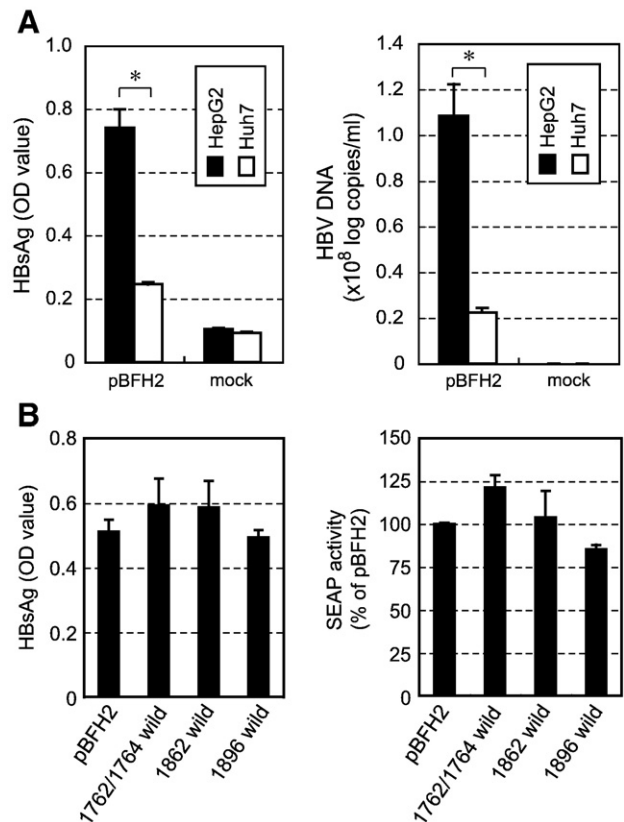 A
HBsAg (OD value)
1.0
0.8
0.6
0.4
0.2
0
*
HepG2
Huh7
pBFH2
mock
HBV DNA
(x10⁸ log copies/ml)
1.4
1.2
1.0
0.8
0.6
0.4
0.2
0
*
HepG2
Huh7
pBFH2
mock
B
HBsAg (OD value)
0.8
0.6
0.4
0.2
0
pBFH2
1762/1764 wild
1862 wild
1896 wild
SEAP activity
(% of pBFH2)
150
125
100
75
50
25
0
pBFH2
1762/1764 wild
1862 wild
1896 wild